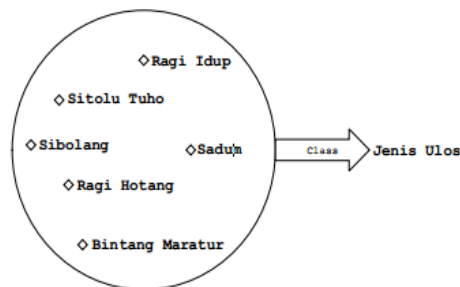 Ragi Idup
Sitolu Tuho
Sibolang
Sadum
Class
Jenis Ulos
Ragi Hotang
Bintang Maratur